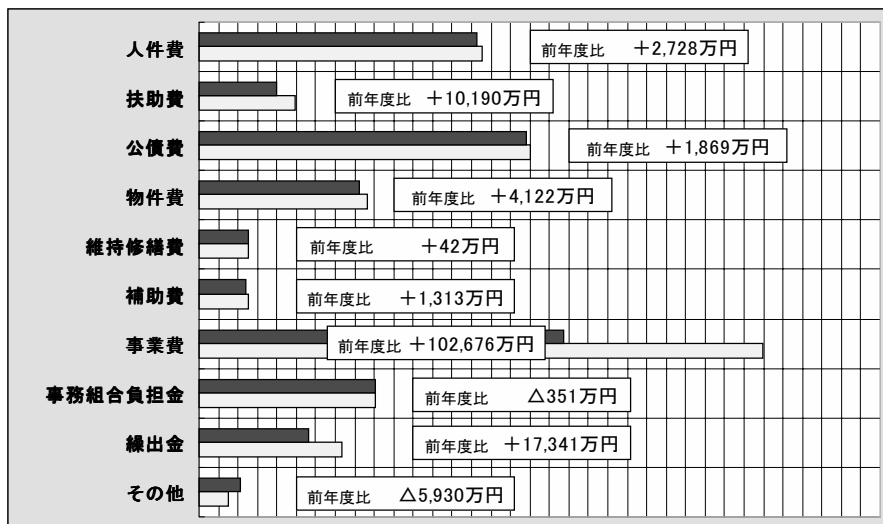 人件費 前年度比 +2,728万円
扶助費 前年度比 +10,190万円
公債費 前年度比 +1,869万円
物件費 前年度比 +4,122万円
維持修繕費 前年度比 +42万円
補助費 前年度比 +1,313万円
事業費 前年度比 +102,676万円
事務組合負担金 前年度比 △351万円
繰出金 前年度比 +17,341万円
その他 前年度比 △5,930万円